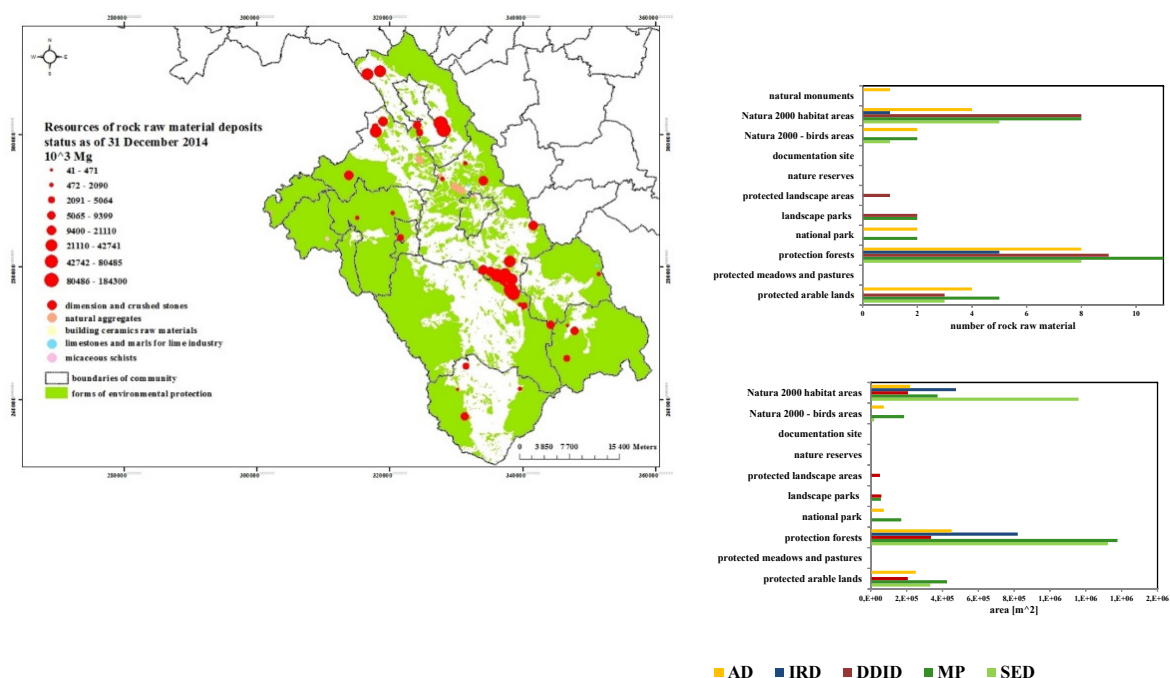 280000 300000 320000 340000 360000
N
W E
S
Resources of rock raw material deposits
status as of 31 December 2014
10^3 Mg
41 - 471
472 - 2090
2091 - 5064
5065 - 9399
9400 - 21110
21110 - 42741
42742 - 80485
80486 - 184300
dimension and crushed stones
natural aggregates
building ceramics raw materials
limestones and marls for lime industry
micaceous schists
boundaries of community
forms of environmental protection
0 3 850 7 700 15 400 Meters
280000 300000 320000 340000 360000
natural monuments
Natura 2000 habitat areas
Natura 2000 - birds areas
documentation site
nature reserves
protected landscape areas
landscape parks
national park
protection forests
protected meadows and pastures
protected arable lands
0 2 4 6 8 10
number of rock raw material
Natura 2000 habitat areas
Natura 2000 - birds areas
documentation site
nature reserves
protected landscape areas
landscape parks
national park
protection forests
protected meadows and pastures
protected arable lands
0,E+00 2,E+05 4,E+05 6,E+05 8,E+05 1,E+06 1,E+06 1,E+06 2,E+06
area [m^2]
AD IRD DDID MP SED